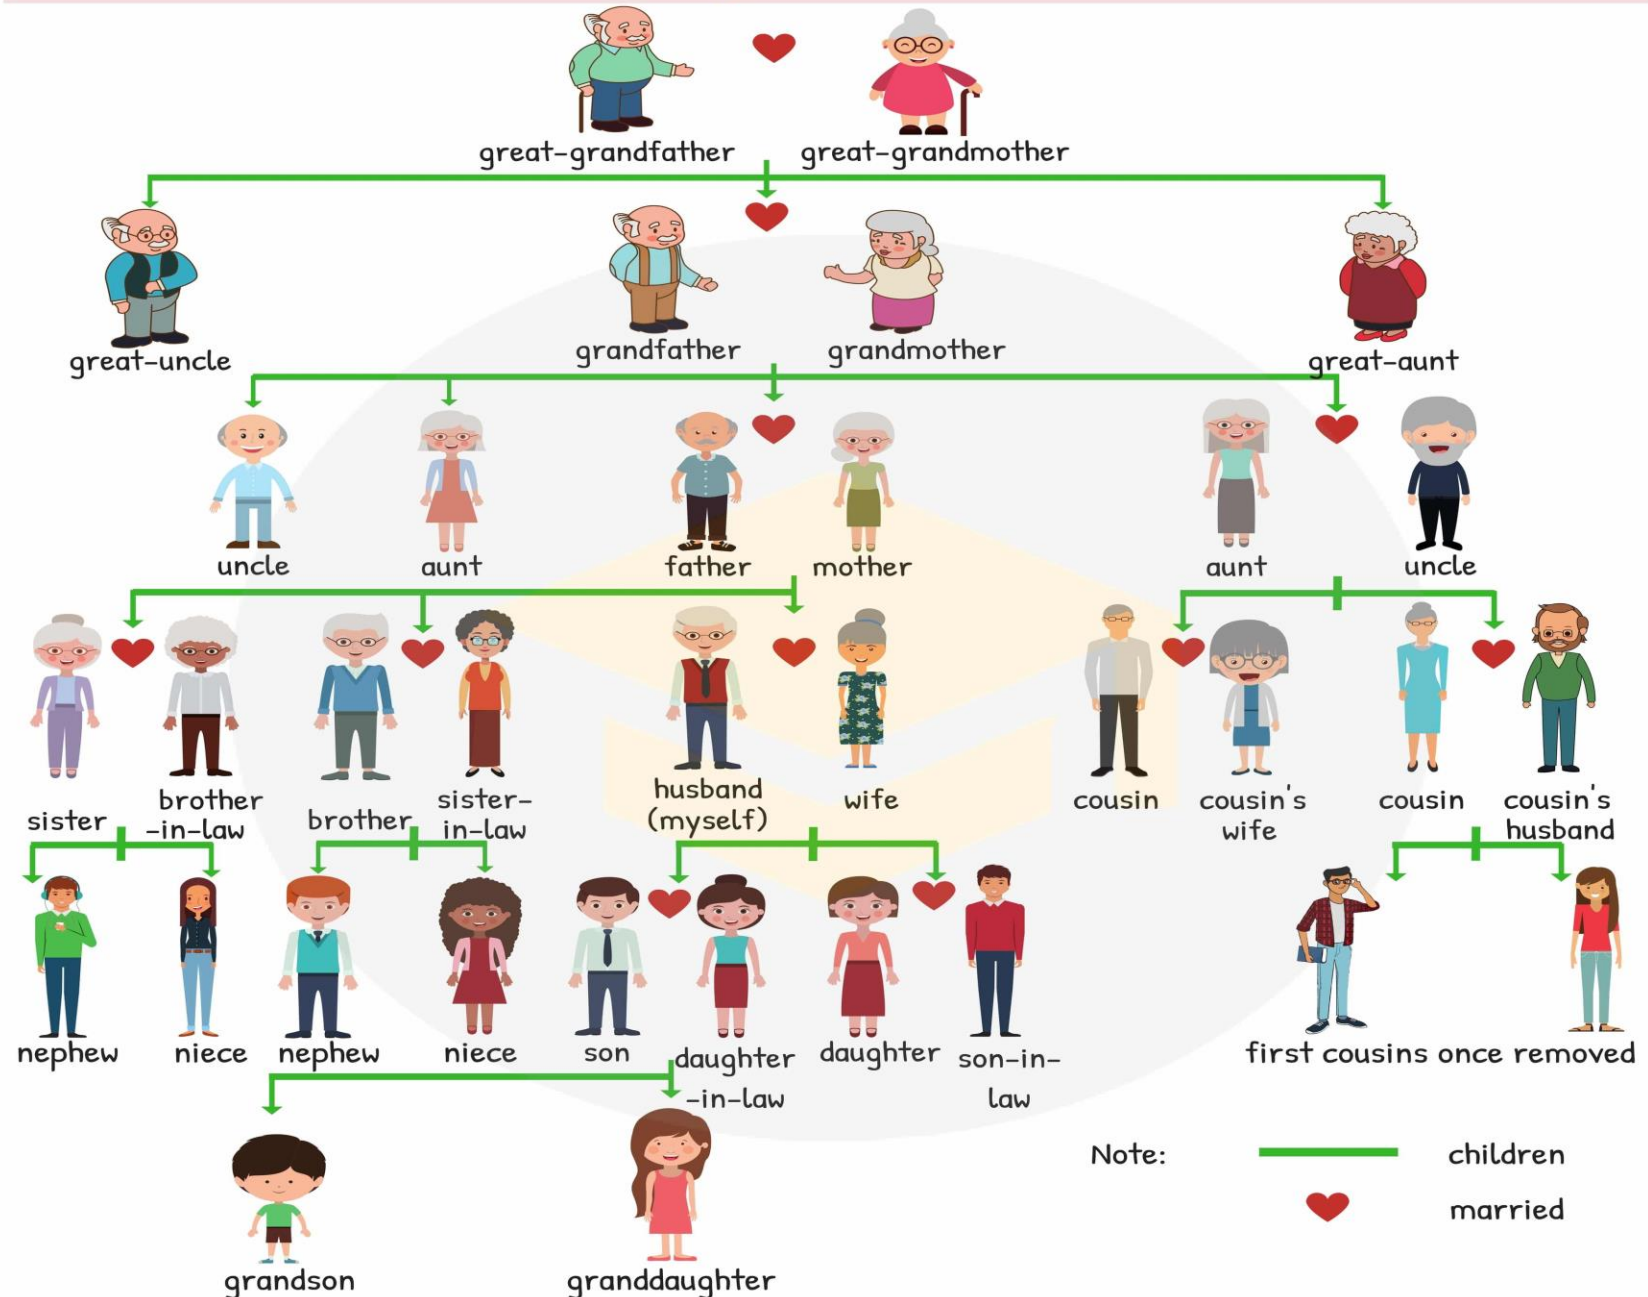 great-grandfather great-grandmother
great-uncle grandfather grandmother great-aunt
uncle aunt father mother aunt uncle
sister brother
-in-law brother sister-
in-law husband
(myself) wife cousin cousin's
wife cousin cousin's
husband
nephew niece nephew niece son daughter
-in-law daughter son-in-
law first cousins once removed
grandson granddaughter
Note: children
married